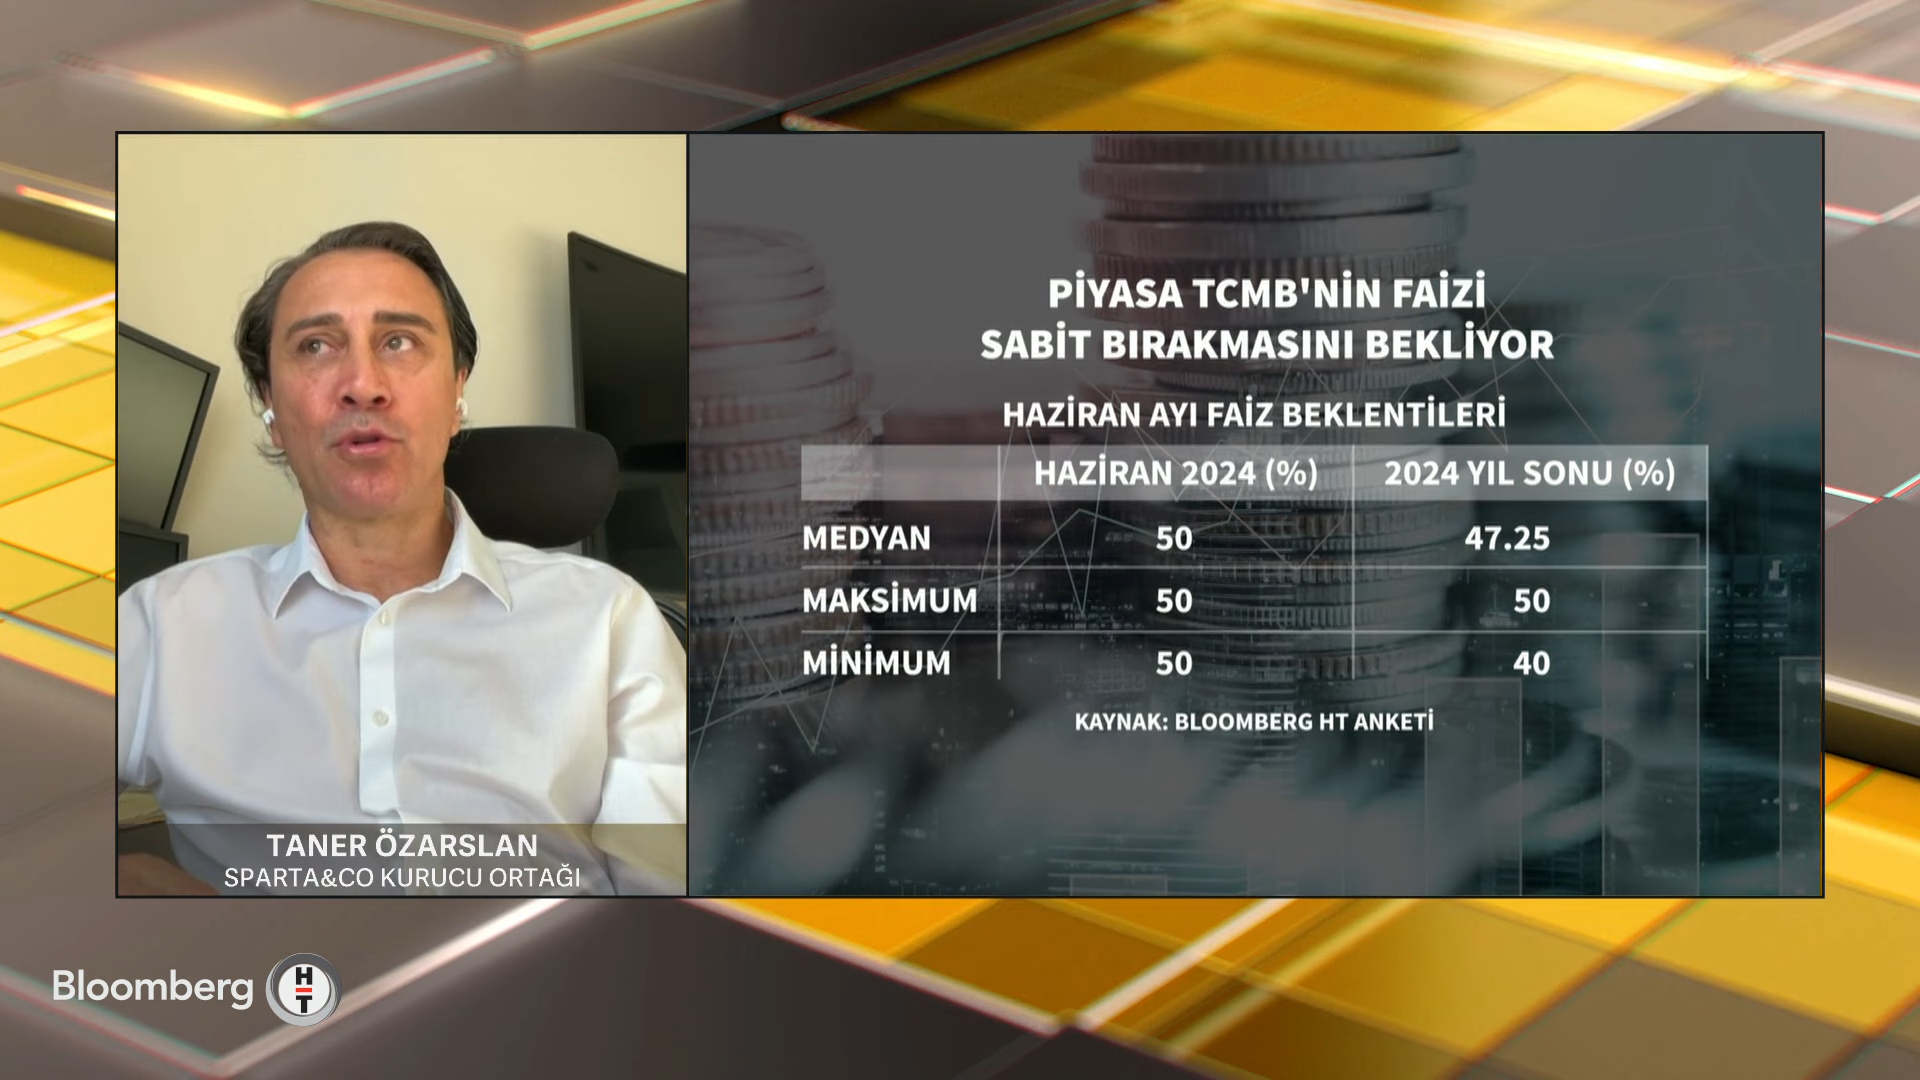 PİYASA TCMB'NİN FAİZİ
SABİT BIRAKMASINI BEKLİYOR
HAZİRAN AYI FAİZ BEKLENTİLERİ
HAZİRAN 2024 (%) 2024 YIL SONU (%)
MEDYAN 50 47.25
MAKSİMUM 50 50
MİNİMUM 50 40
KAYNAK: BLOOMBERG HT ANKETİ
TANER ÖZARSLAN
SPARTA&CO KURUCU ORTAĞI
Bloomberg HT